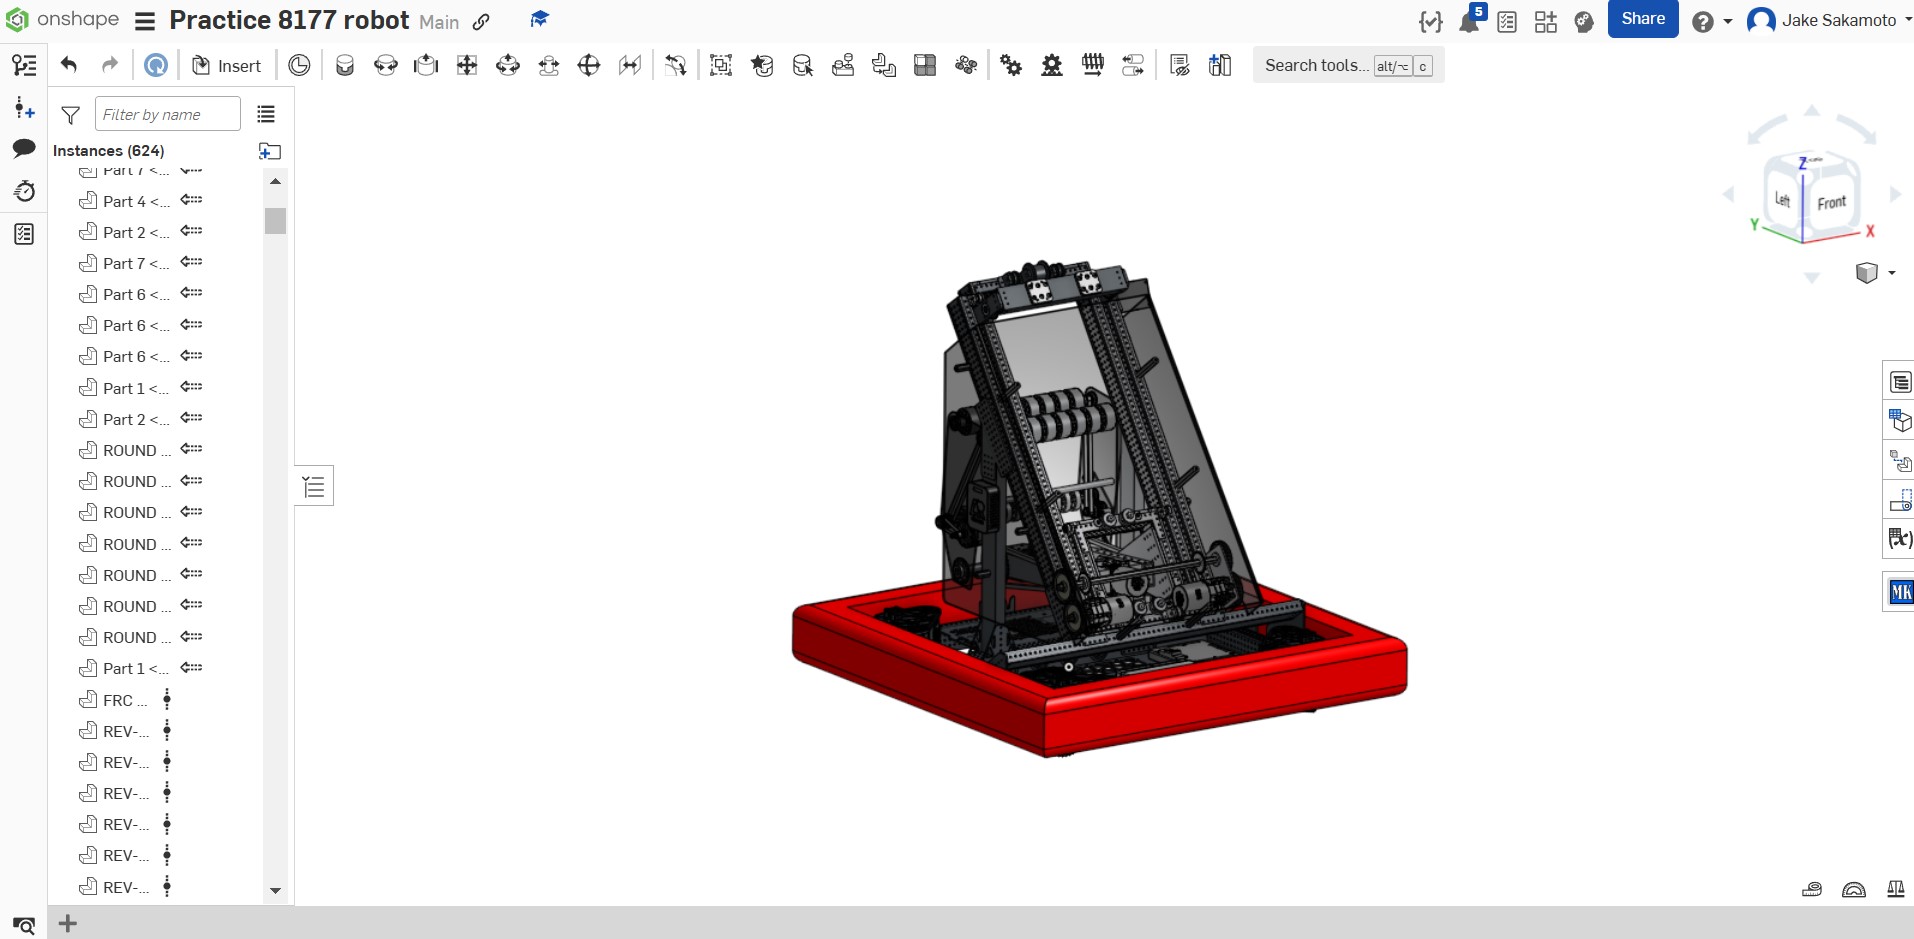 onshape
Practice 8177 robot Main
5
Share
Jake Sakamoto
Insert
Search tools... alt/⌥ c
Filter by name
Instances (624)
Part 7 <...
Part 4 <...
Part 2 <...
Part 7 <...
Part 6 <...
Part 6 <...
Part 6 <...
Part 1 <...
Part 2 <...
ROUND ...
ROUND ...
ROUND ...
ROUND ...
ROUND ...
ROUND ...
ROUND ...
Part 1 <...
FRC ...
REV-...
REV-...
REV-...
REV-...
REV-...
REV-...
Z
Left
Front
Y
X
(x)
MK